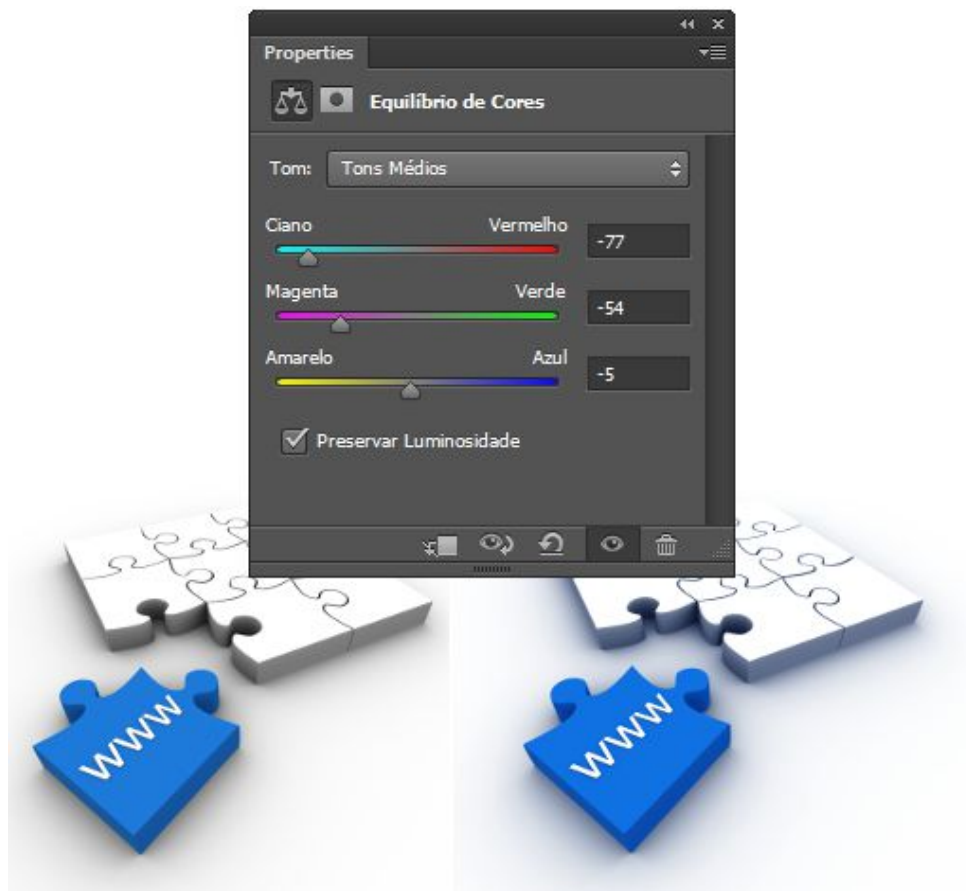 Properties
Equilíbrio de Cores
Tom: Tons Médios
Ciano Vermelho -77
Magenta Verde -54
Amarelo Azul -5
Preservar Luminosidade
www www